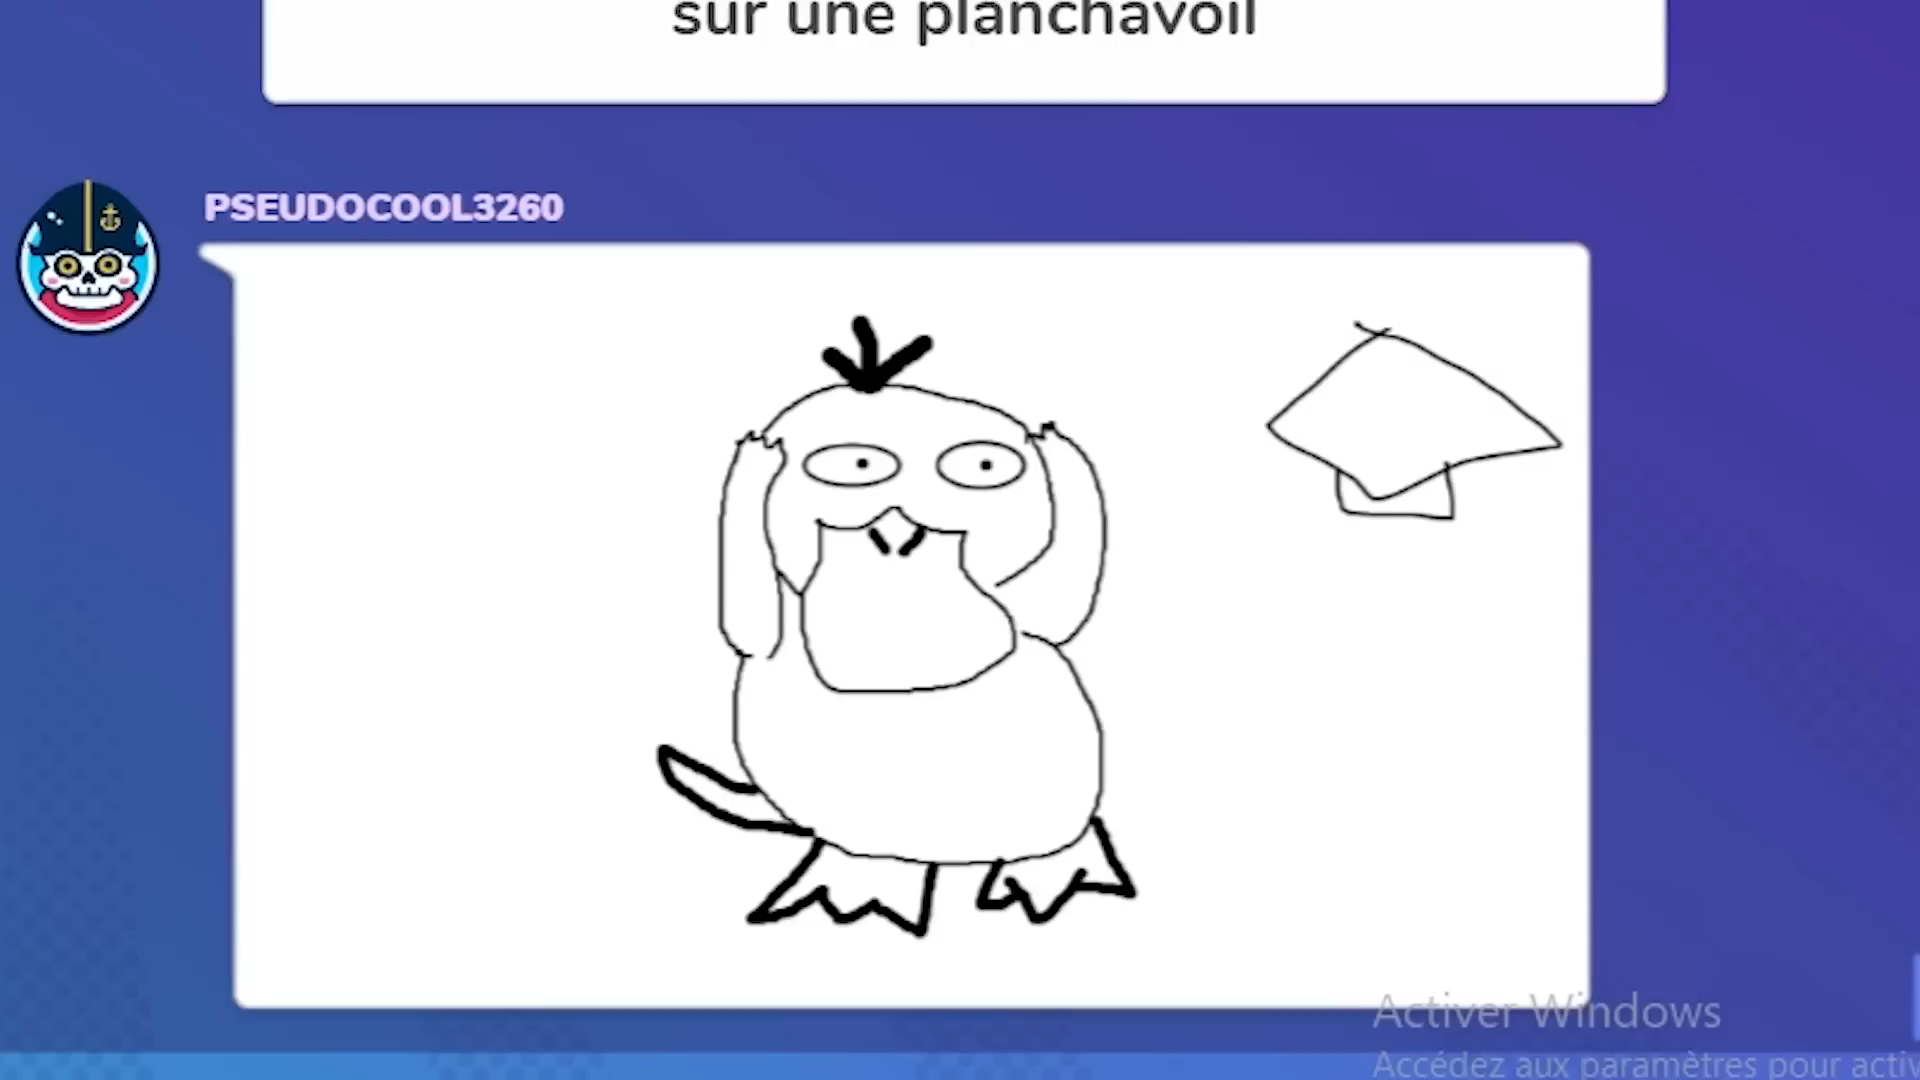 sur une planchavoil
PSEUDOCOOL3260
Activer Windows
Accédez aux paramètres pour activ